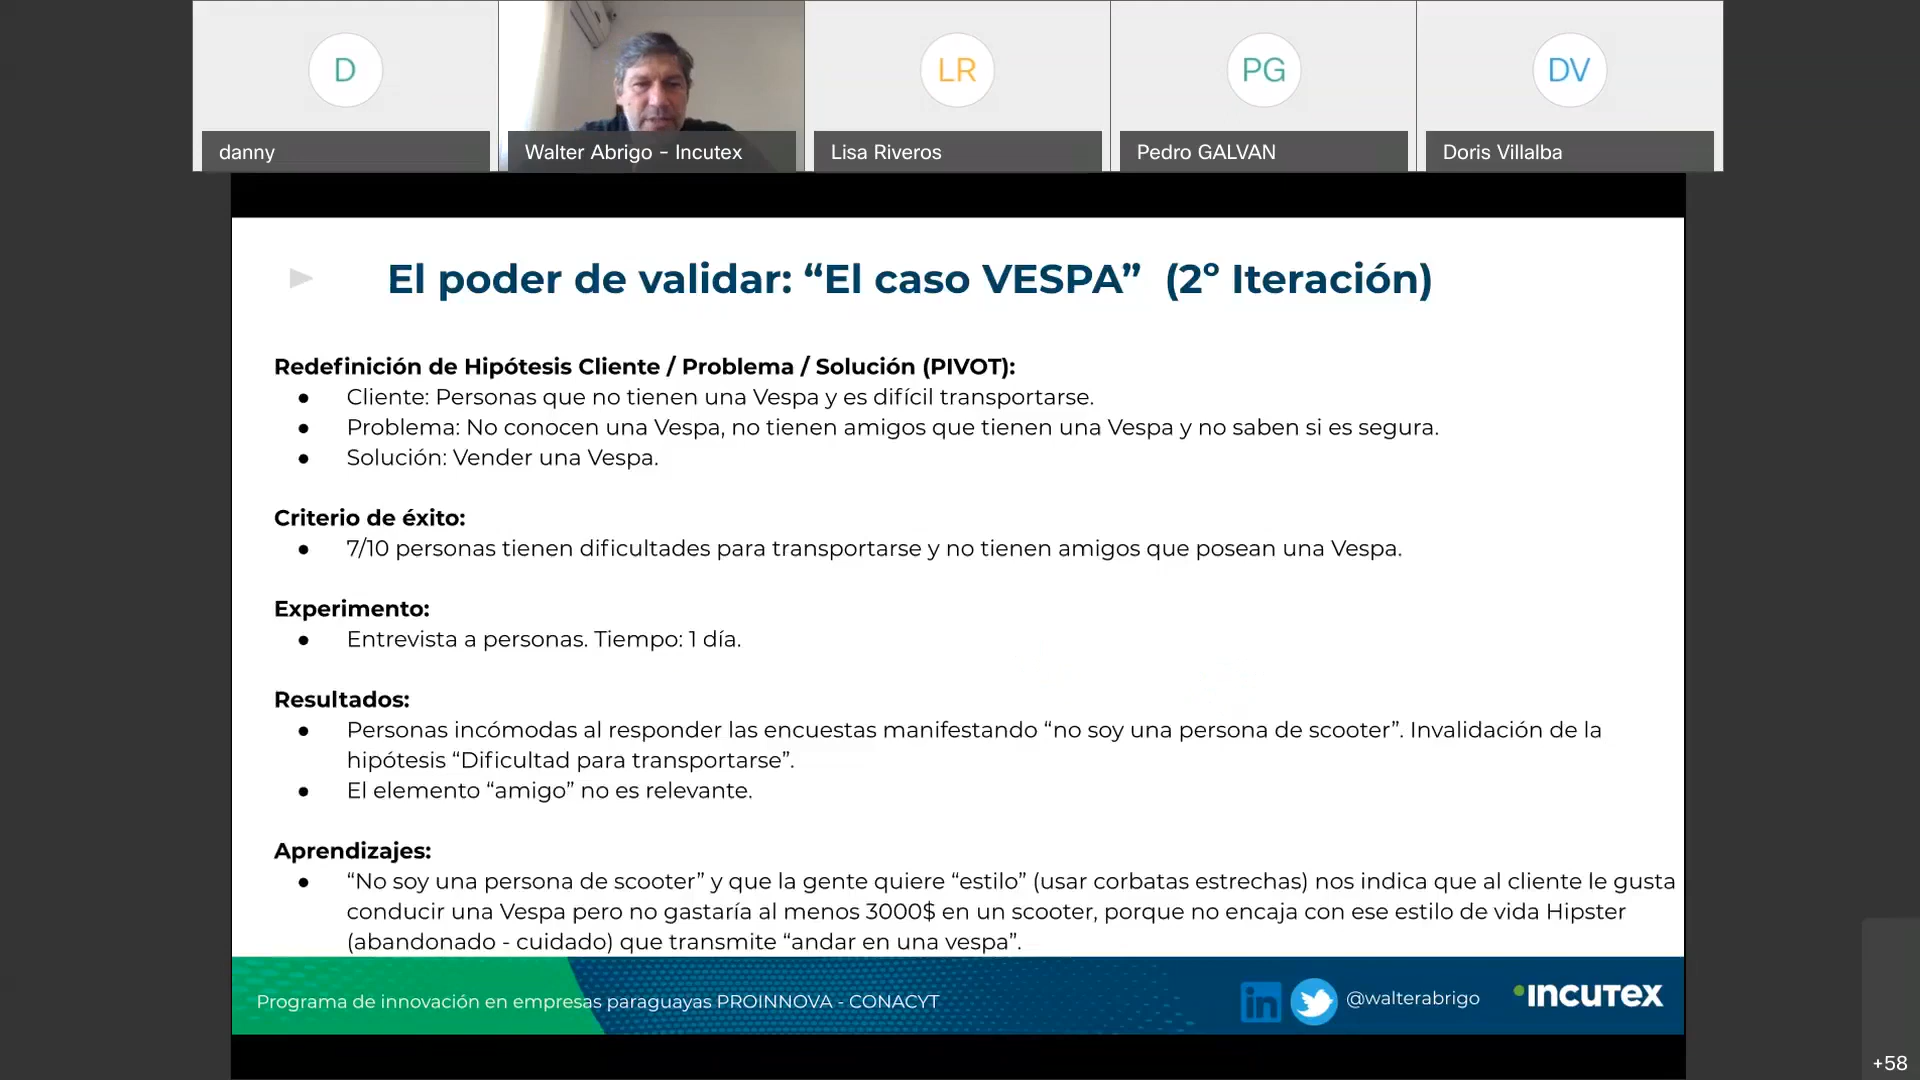 D
LR
PG
DV
danny
Walter Abrigo - Incutex
Lisa Riveros
Pedro GALVAN
Doris Villalba
El poder de validar: “El caso VESPA” (2º Iteración)
Redefinición de Hipótesis Cliente / Problema / Solución (PIVOT):
● Cliente: Personas que no tienen una Vespa y es difícil transportarse.
● Problema: No conocen una Vespa, no tienen amigos que tienen una Vespa y no saben si es segura.
● Solución: Vender una Vespa.
Criterio de éxito:
● 7/10 personas tienen dificultades para transportarse y no tienen amigos que posean una Vespa.
Experimento:
● Entrevista a personas. Tiempo: 1 día.
Resultados:
● Personas incómodas al responder las encuestas manifestando “no soy una persona de scooter”. Invalidación de la
hipótesis “Dificultad para transportarse”.
● El elemento “amigo” no es relevante.
Aprendizajes:
● “No soy una persona de scooter” y que la gente quiere “estilo” (usar corbatas estrechas) nos indica que al cliente le gusta
conducir una Vespa pero no gastaría al menos 3000$ en un scooter, porque no encaja con ese estilo de vida Hipster
(abandonado - cuidado) que transmite “andar en una vespa”.
Programa de innovación en empresas paraguayas PROINNOVA - CONACYT
in
@walterabrigo
INCUTEX
+58